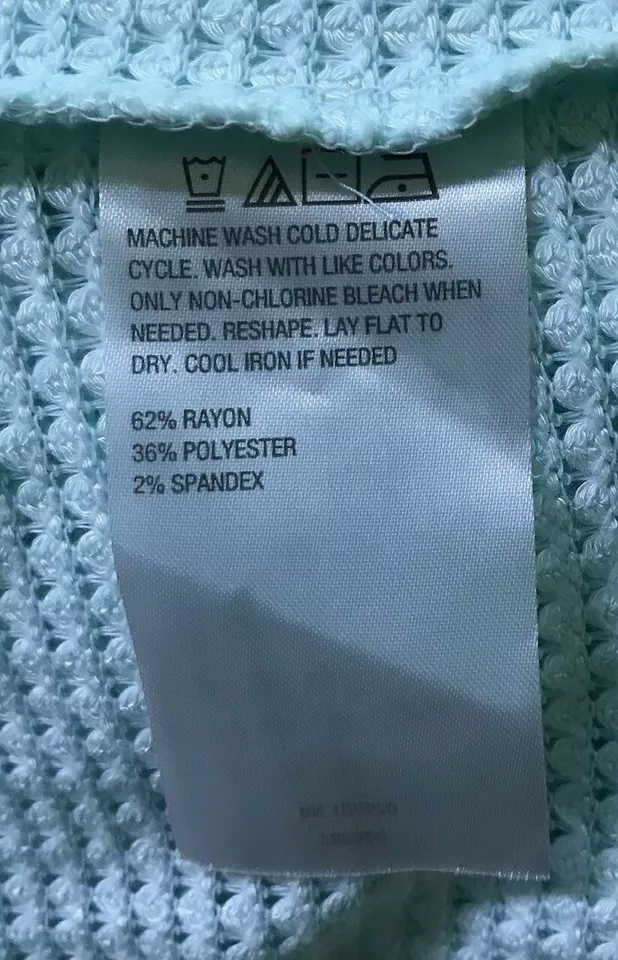 MACHINE WASH COLD DELICATE
CYCLE. WASH WITH LIKE COLORS.
ONLY NON-CHLORINE BLEACH WHEN
NEEDED. RESHAPE. LAY FLAT TO
DRY. COOL IRON IF NEEDED
62% RAYON
36% POLYESTER
2% SPANDEX